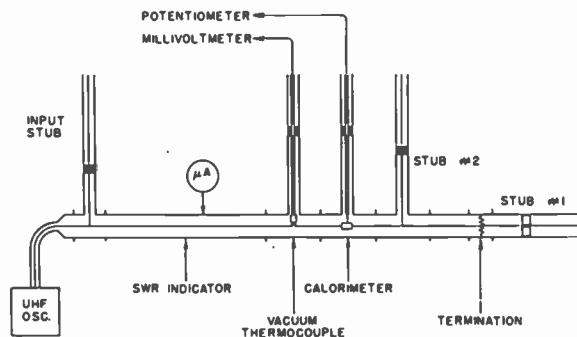 POTENTIOMETER
MILLIVOLTMETER
INPUT
STUB
μA
STUB #2
STUB #1
SWR INDICATOR
CALORIMETER
TERMINATION
VACUUM
THERMOCOUPLE
UHF
OSC.